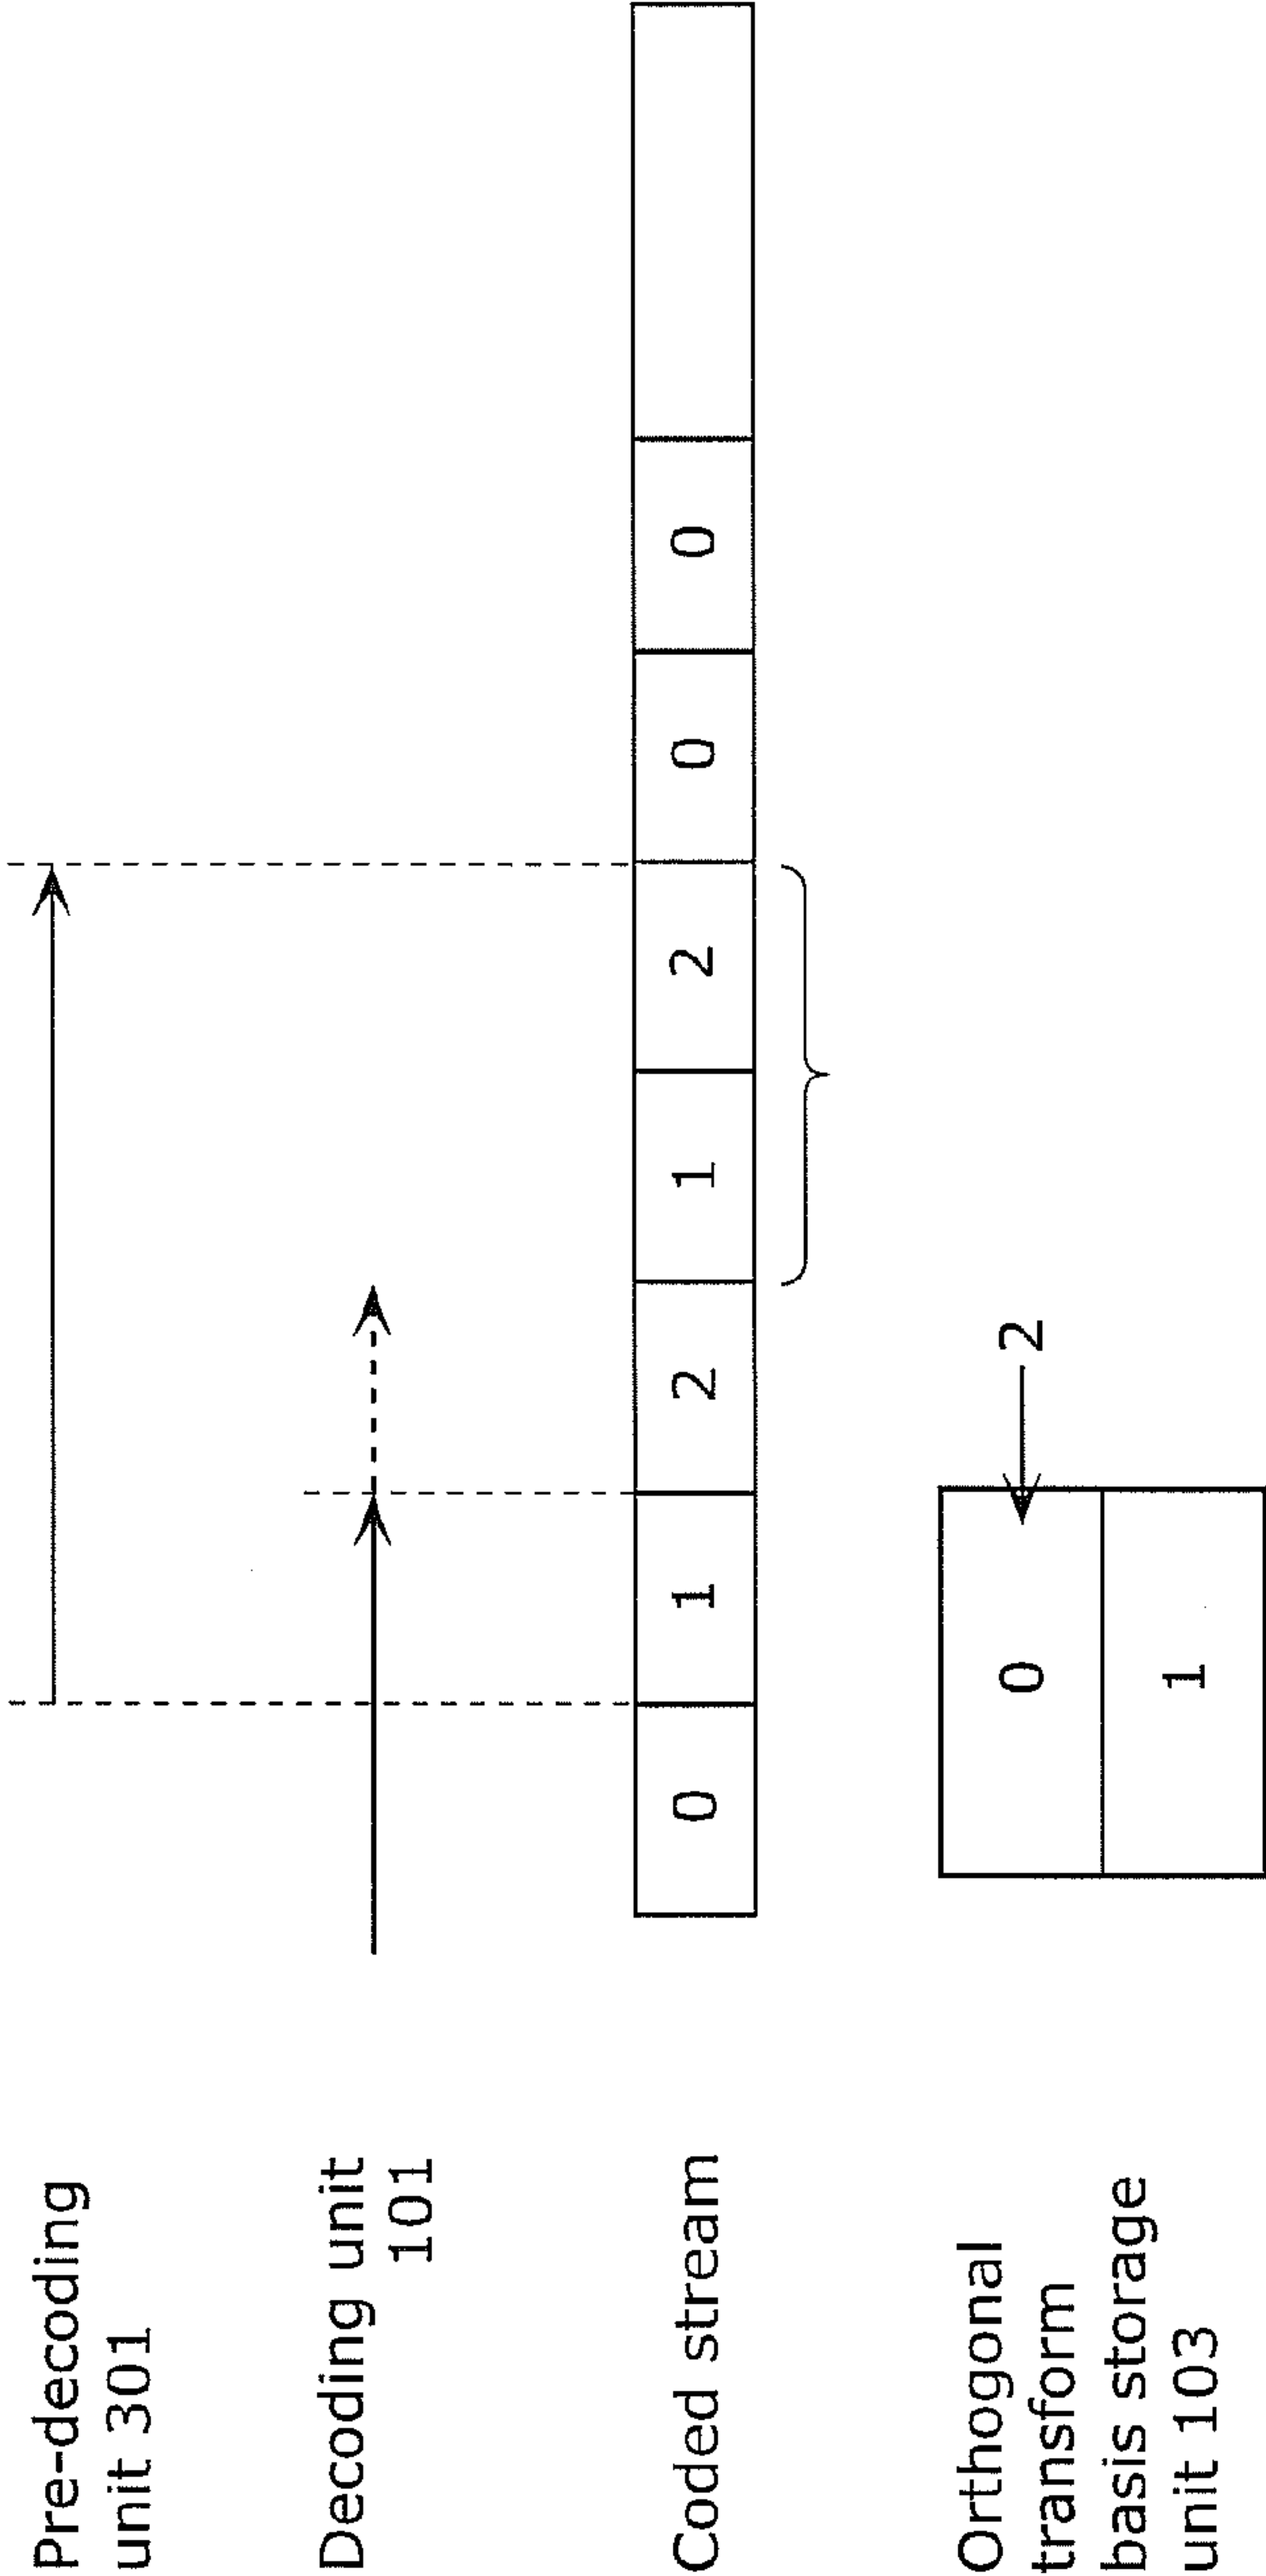 Pre-decoding
unit 301
Decoding unit
101
Coded stream
0 1 2 1 2 0 0
Orthogonal
transform
basis storage
unit 103
0 2
1